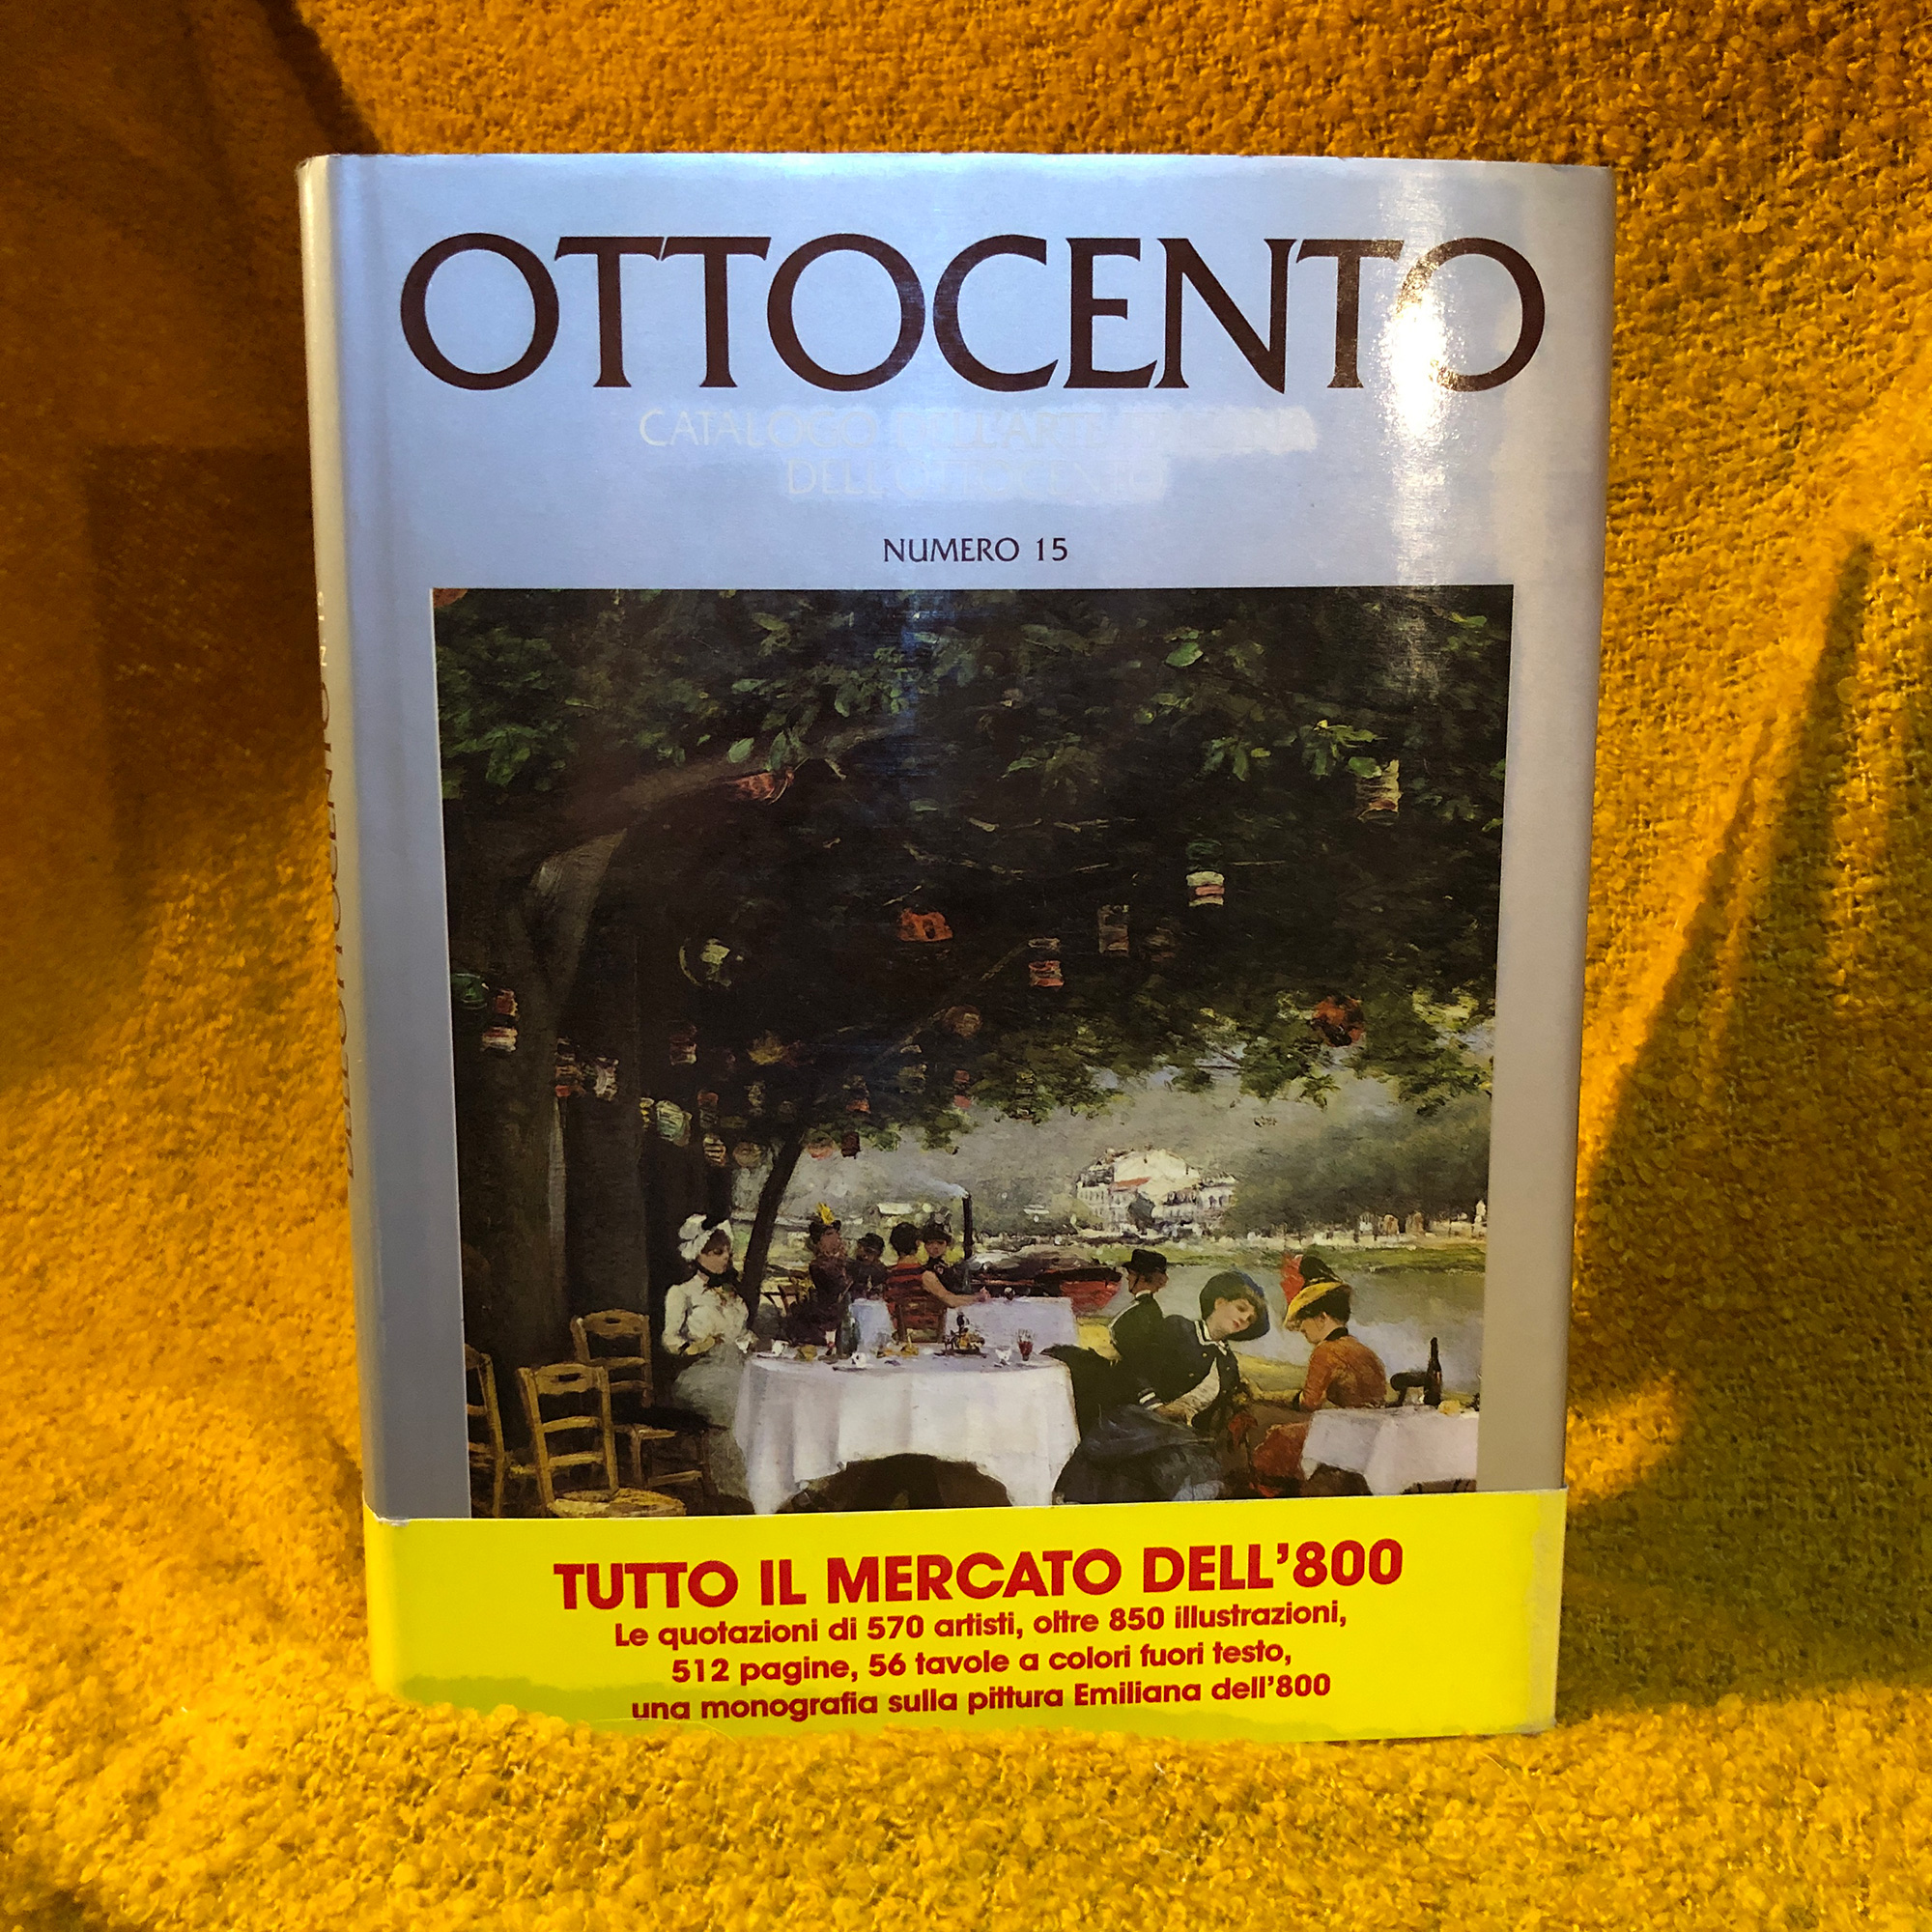 OTTOCENTO
CATALOGO DELL'ARTE ITALIANA
DELL'OTTOCENTO
NUMERO 15
TUTTO IL MERCATO DELL'800
Le quotazioni di 570 artisti, oltre 850 illustrazioni,
512 pagine, 56 tavole a colori fuori testo,
una monografia sulla pittura Emiliana dell'800